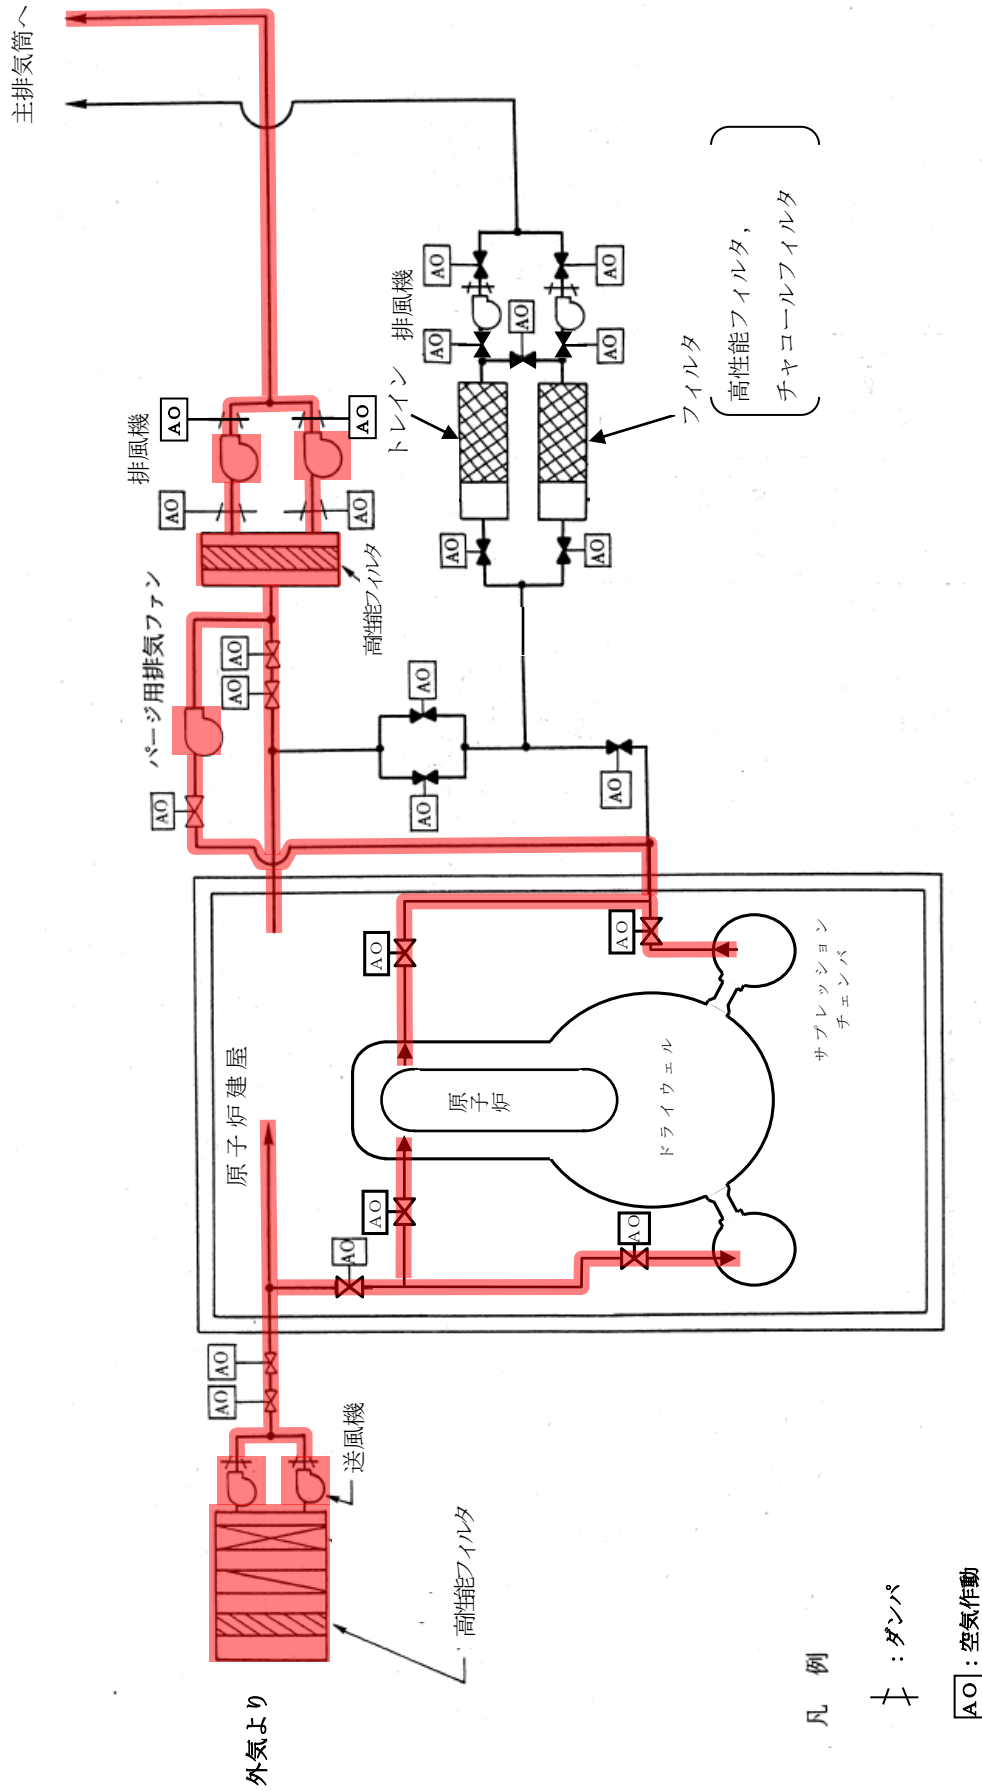 主排気筒へ
排風機
AO
AO
AO
AO
高性能フィルタ
パージ用排気ファン
AO
AO
AO
排風機
AO
AO
AO
AO
AO
トレイン
フィルタ
高性能フィルタ,
チャコールフィルタ
AO
AO
AO
AO
AO
原子炉建屋
AO
AO
原子炉
ドライウェル
サプレッション
チェンバ
AO
AO
AO
AO
AO
送風機
高性能フィルタ
外気より
凡例
:ダンパ
AO:空気作動